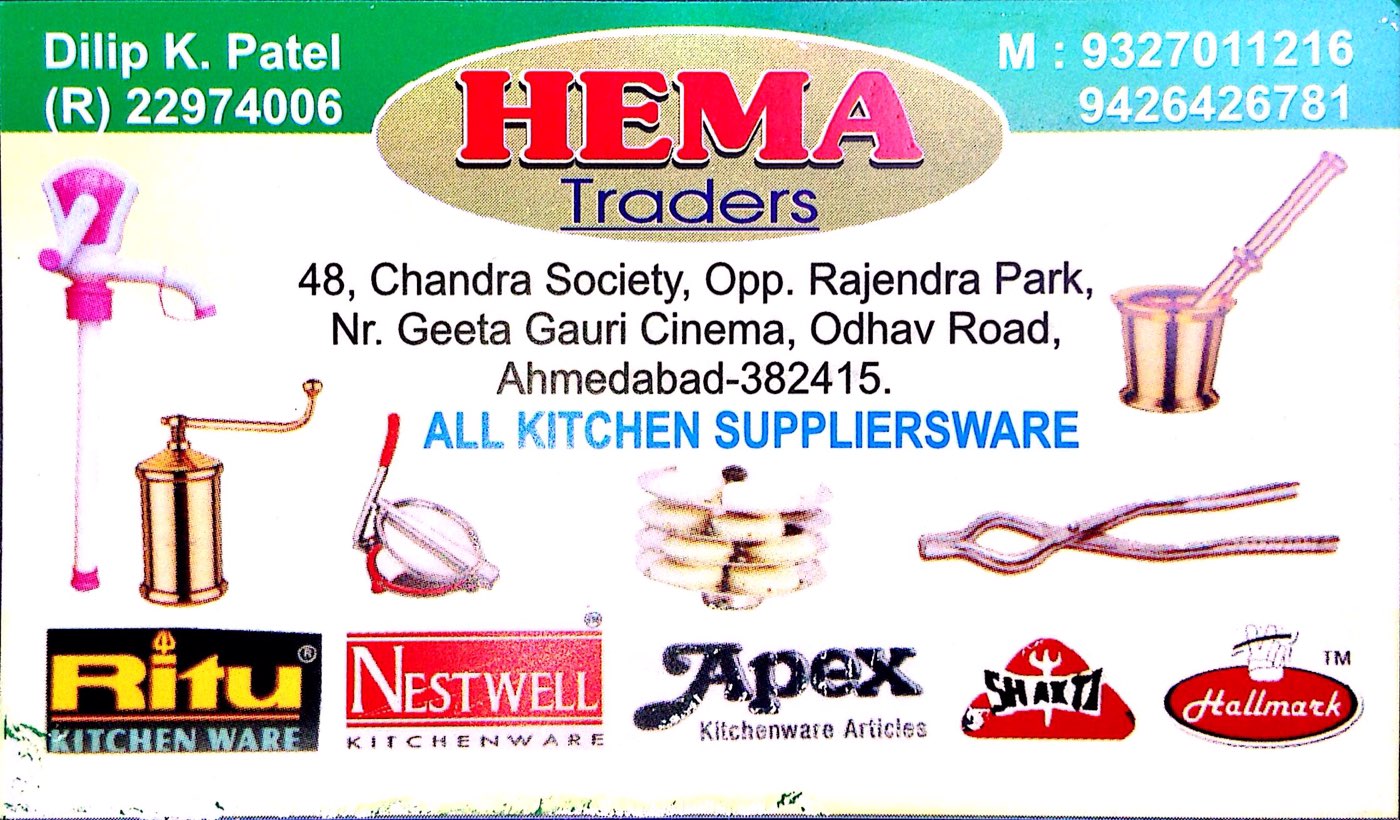 Dilip K. Patel
(R) 22974006
HEMA
Traders
M : 9327011216
9426426781
48, Chandra Society, Opp. Rajendra Park,
Nr. Geeta Gauri Cinema, Odhav Road,
Ahmedabad-382415.
ALL KITCHEN SUPPLIERSWARE
Ritu ®
KITCHEN WARE
NESTWELL
KITCHENWARE
Apex
Kitchenware Articles
SHAKTI
Hallmark TM